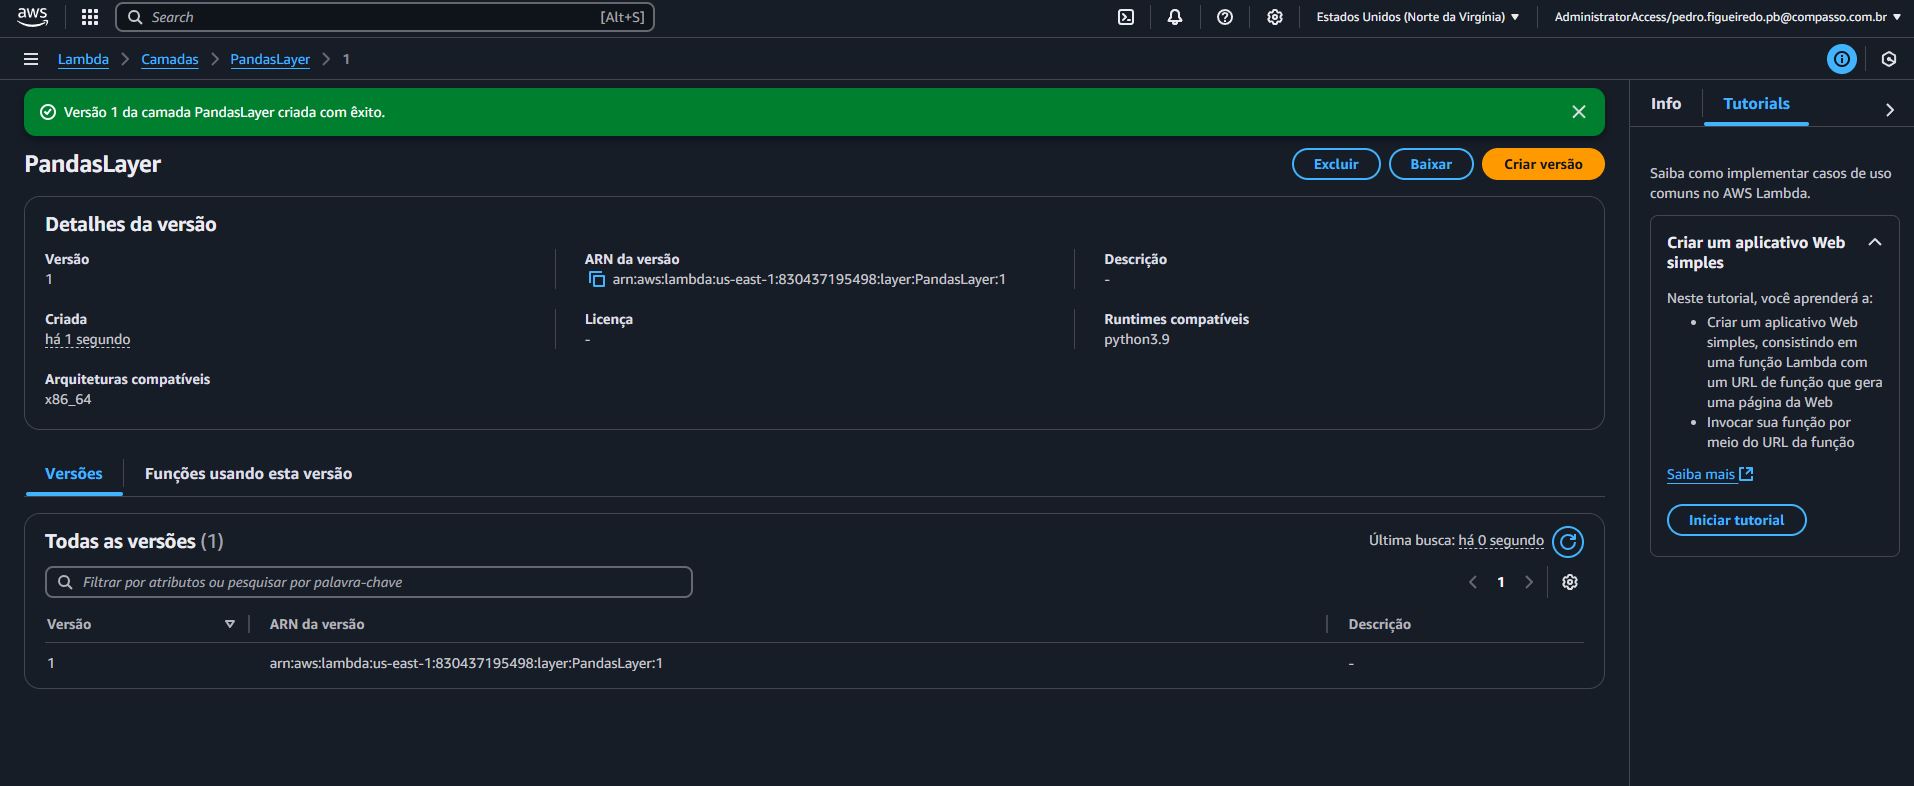 aws
Search [Alt+S]
Estados Unidos (Norte da Virgínia)
AdministratorAccess/pedro.figueiredo.pb@compasso.com.br
Lambda
Camadas
PandasLayer
1
Versão 1 da camada PandasLayer criada com êxito.
PandasLayer
Excluir
Baixar
Criar versão
Detalhes da versão
Versão
1
ARN da versão
arn:aws:lambda:us-east-1:830437195498:layer:PandasLayer:1
Descrição
-
Criada
há 1 segundo
Licença
-
Runtimes compatíveis
python3.9
Arquiteturas compatíveis
x86_64
Versões
Funções usando esta versão
Todas as versões (1)
Última busca: há 0 segundo
Filtrar por atributos ou pesquisar por palavra-chave
1
Versão
ARN da versão
Descrição
1
arn:aws:lambda:us-east-1:830437195498:layer:PandasLayer:1
-
Info
Tutorials
Saiba como implementar casos de uso
comuns no AWS Lambda.
Criar um aplicativo Web
simples
Neste tutorial, você aprenderá a:
• Criar um aplicativo Web
simples, consistindo em
uma função Lambda com
um URL de função que gera
uma página da Web
• Invocar sua função por
meio do URL da função
Saiba mais
Iniciar tutorial